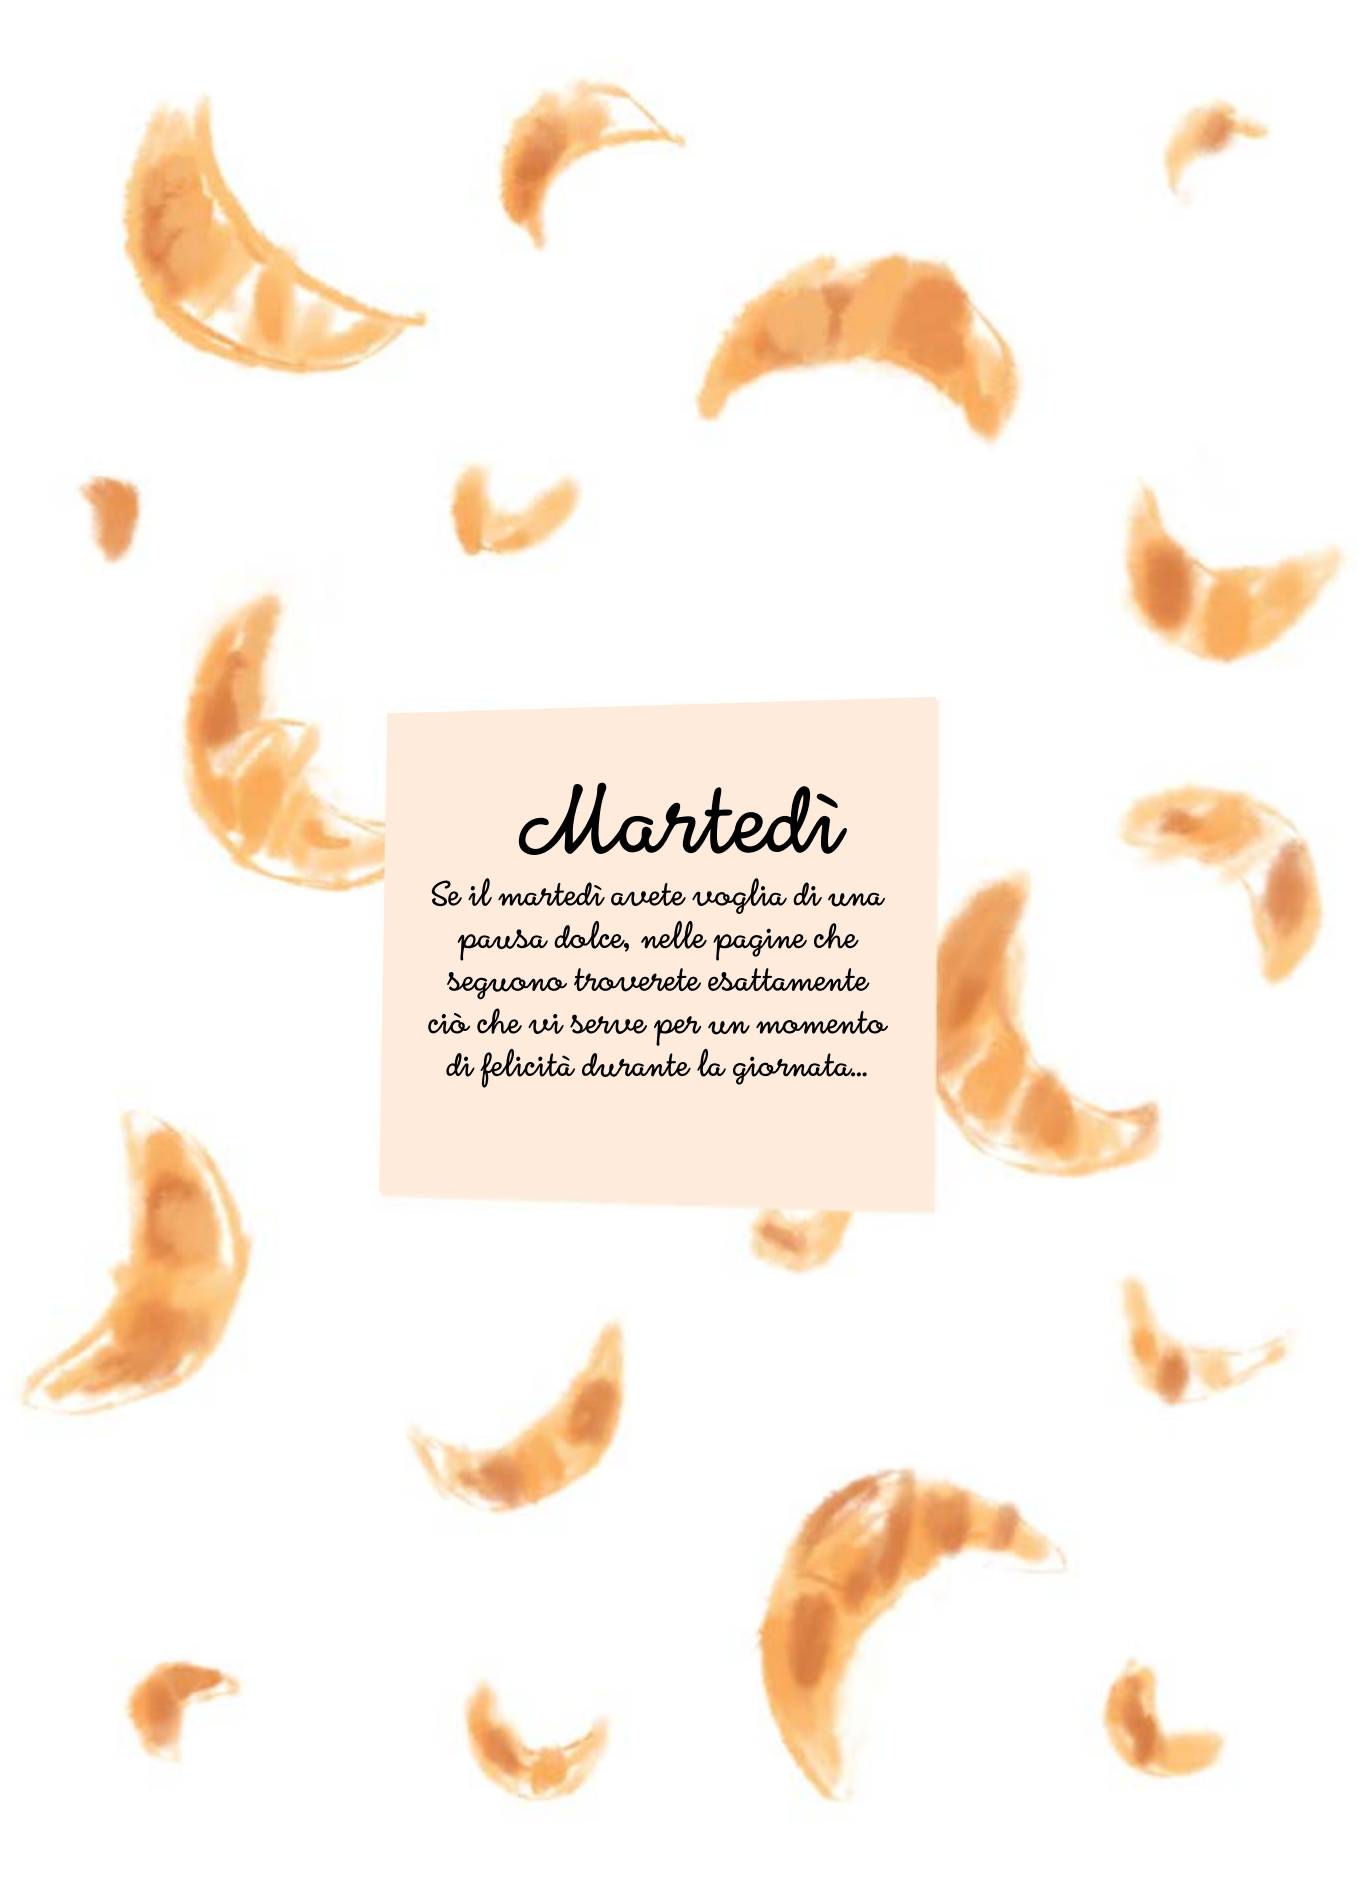 Martedì
Se il martedì avete voglia di una
pausa dolce, nelle pagine che
seguono troverete esattamente
ciò che vi serve per un momento
di felicità durante la giornata...